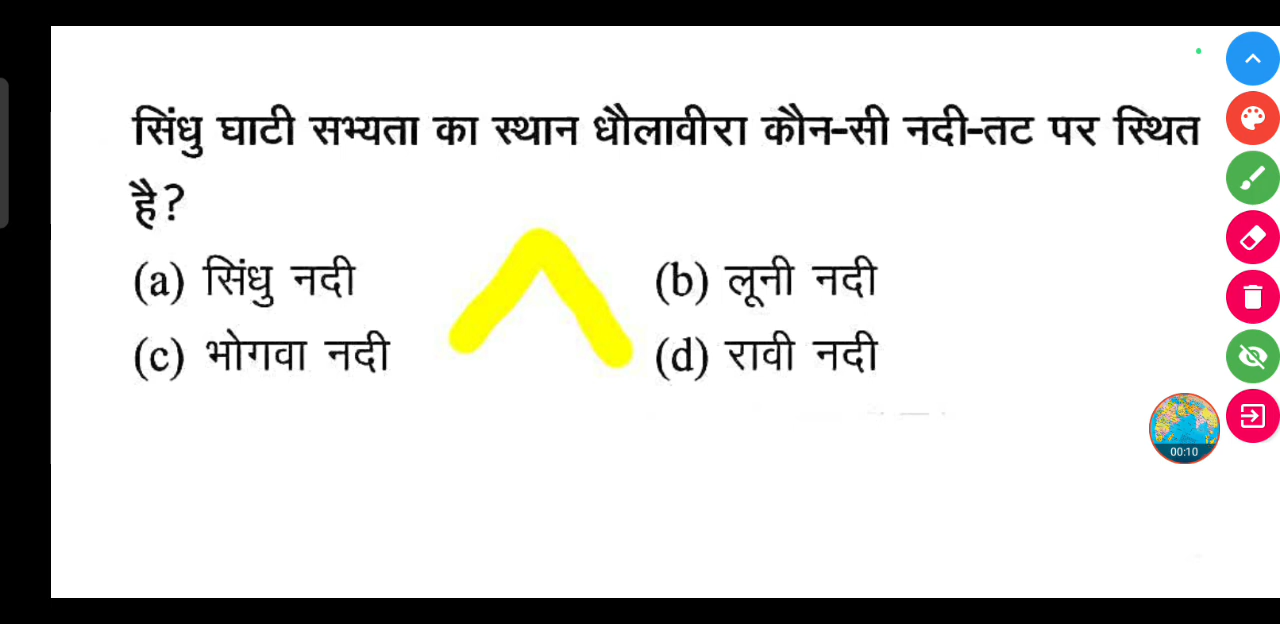 सिंधु घाटी सभ्यता का स्थान धौलावीरा कौन-सी नदी-तट पर स्थित
है?
(a) सिंधु नदी (b) लूनी नदी
(c) भोगवा नदी (d) रावी नदी
00:10